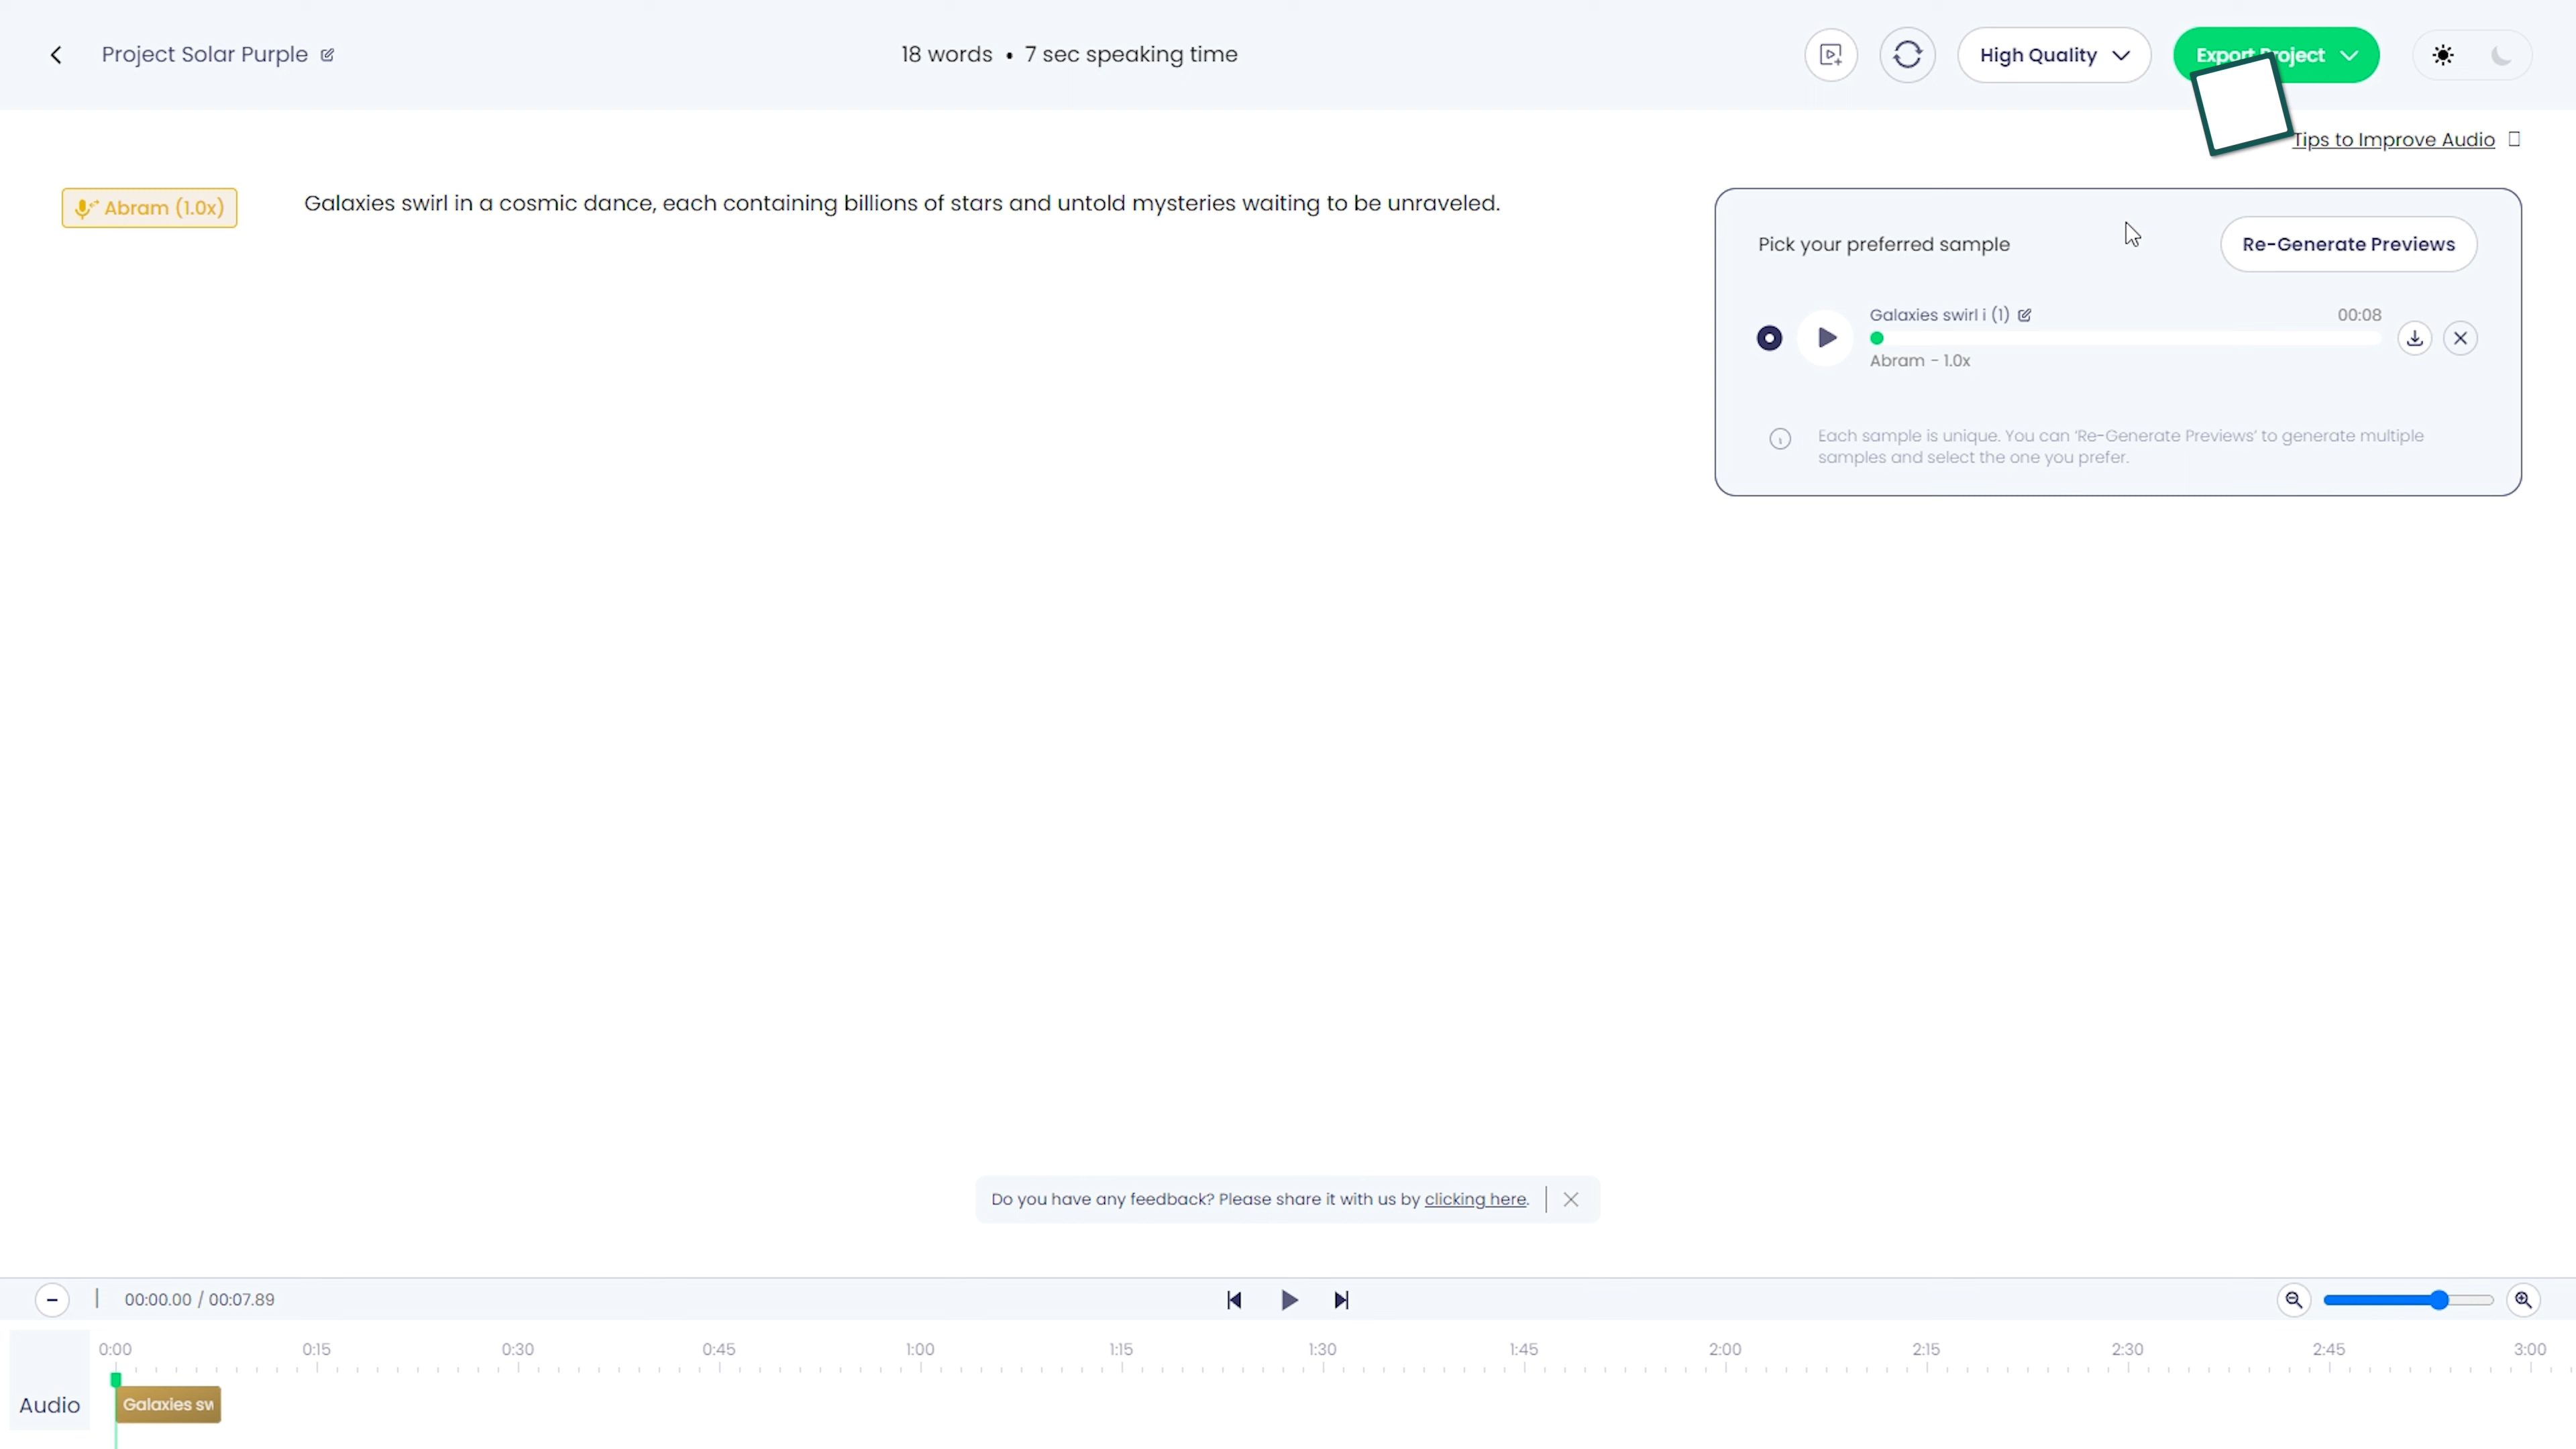 Project Solar Purple
18 words • 7 sec speaking time
High Quality
Export Project
Tips to Improve Audio
Abram (1.0x)
Galaxies swirl in a cosmic dance, each containing billions of stars and untold mysteries waiting to be unraveled.
Pick your preferred sample
Re-Generate Previews
Galaxies swirl i (1)
00:08
Abram - 1.0x
Each sample is unique. You can ‘Re-Generate Previews’ to generate multiple
samples and select the one you prefer.
Do you have any feedback? Please share it with us by clicking here.
00:00.00 / 00:07.89
0:00 0:15 0:30 0:45 1:00 1:15 1:30 1:45 2:00 2:15 2:30 2:45 3:00
Audio
Galaxies sw